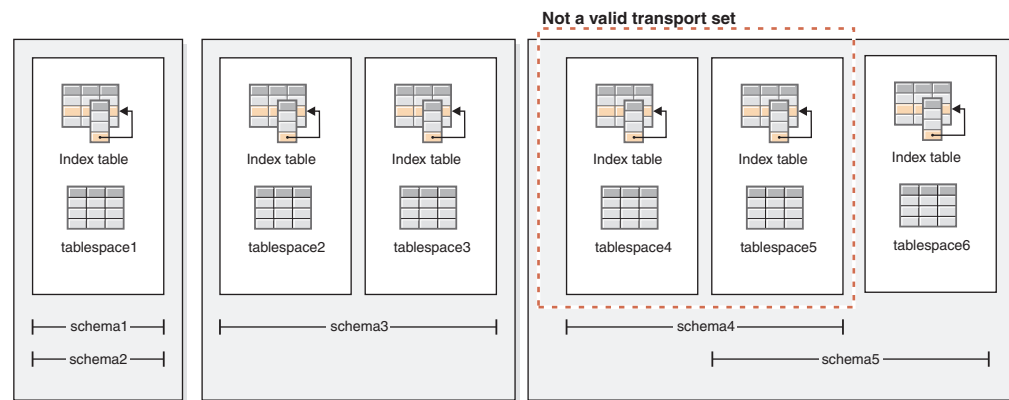 Not a valid transport set
Index table
Index table
Index table
Index table
Index table
Index table
tablespace1
tablespace2
tablespace3
tablespace4
tablespace5
tablespace6
schema1
schema3
schema4
schema2
schema5